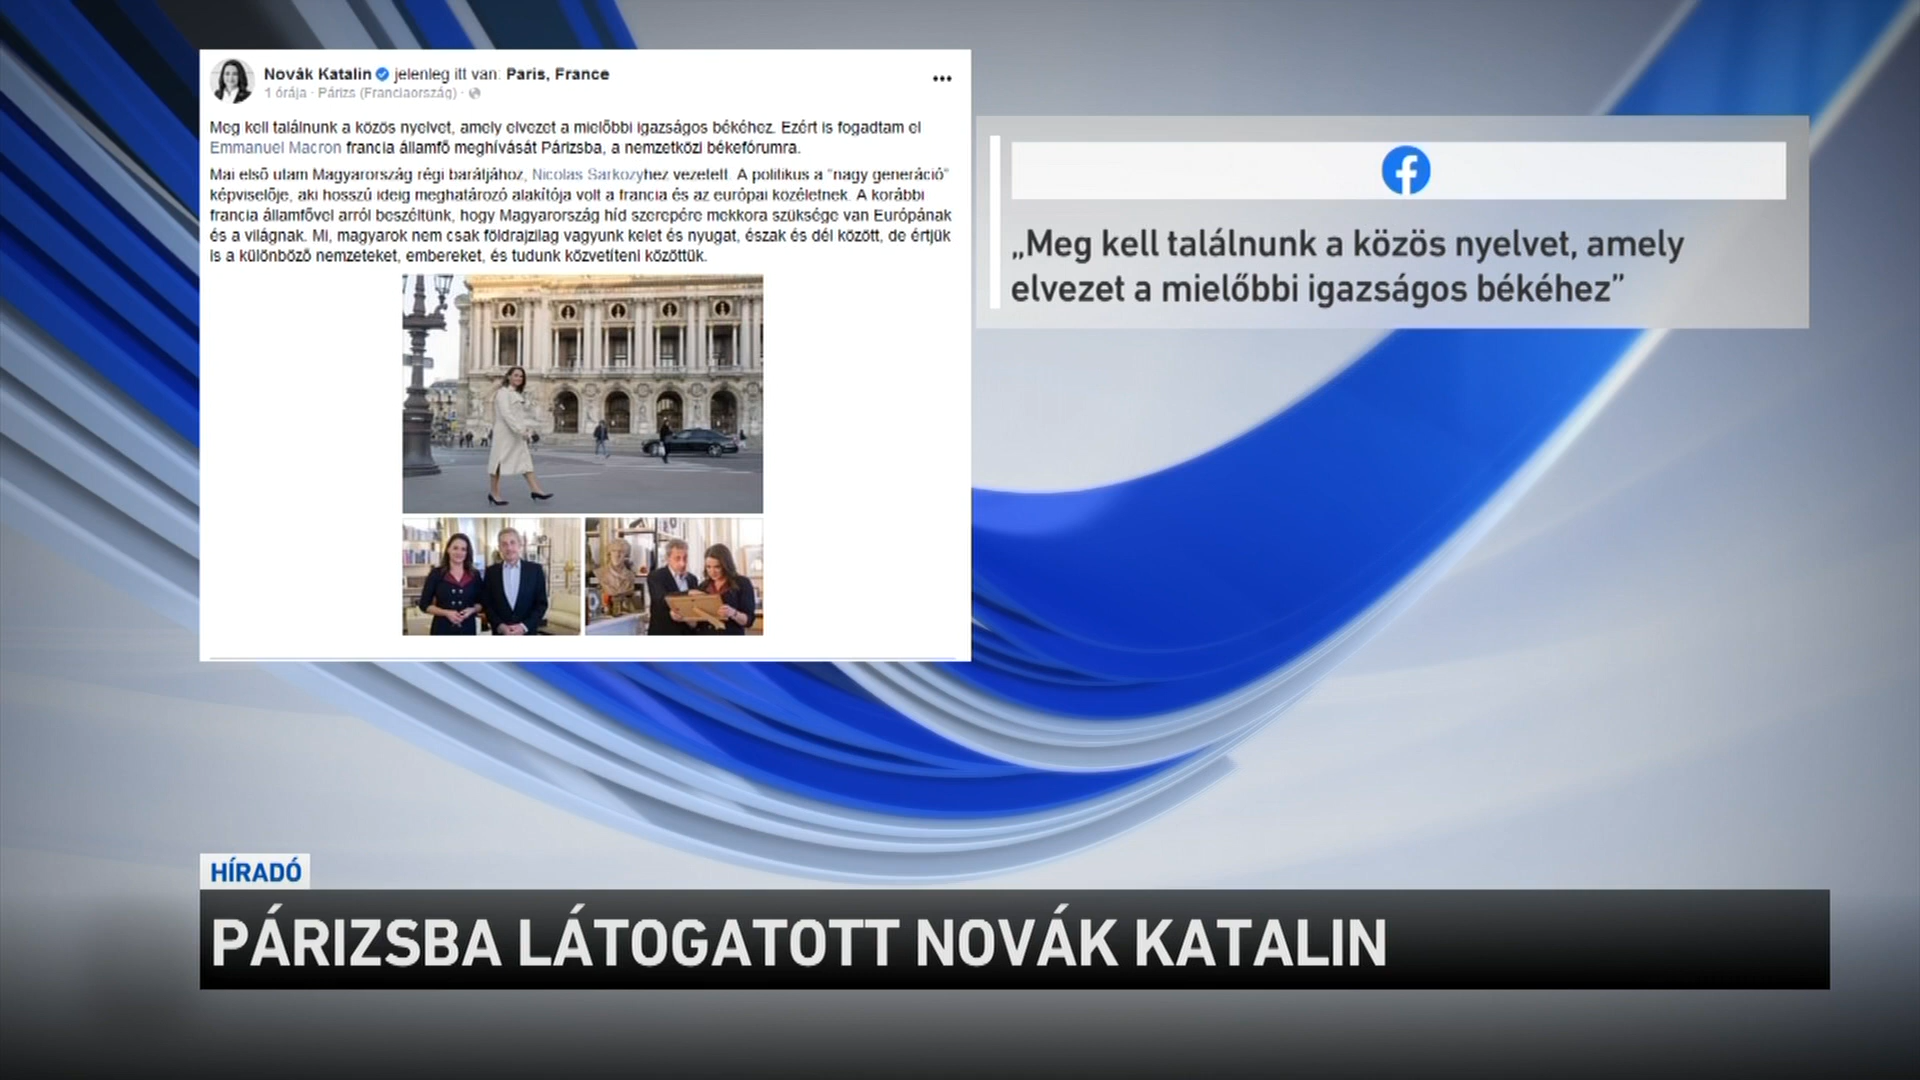 Novák Katalin jelenleg itt van: Paris, France
1 órája · Párizs (Franciaország) ·
Meg kell találnunk a közös nyelvet, amely elvezet a mielőbbi igazságos békéhez. Ezért is fogadtam el
Emmanuel Macron francia államfő meghívását Párizsba, a nemzetközi békefórumra.
Mai első utam Magyarország régi barátjához, Nicolas Sarkozyhez vezetett. A politikus a "nagy generáció"
képviselője, aki hosszú ideig meghatározó alakítója volt a francia és az európai közéletnek. A korábbi
francia államfővel arról beszéltünk, hogy Magyarország híd szerepére mekkora szüksége van Európának
és a világnak. Mi, magyarok nem csak földrajzilag vagyunk kelet és nyugat, észak és dél között, de értjük
is a különböző nemzeteket, embereket, és tudunk közvetíteni közöttük.
„Meg kell találnunk a közös nyelvet, amely
elvezet a mielőbbi igazságos békéhez”
HÍRADÓ
PÁRIZSBA LÁTOGATOTT NOVÁK KATALIN